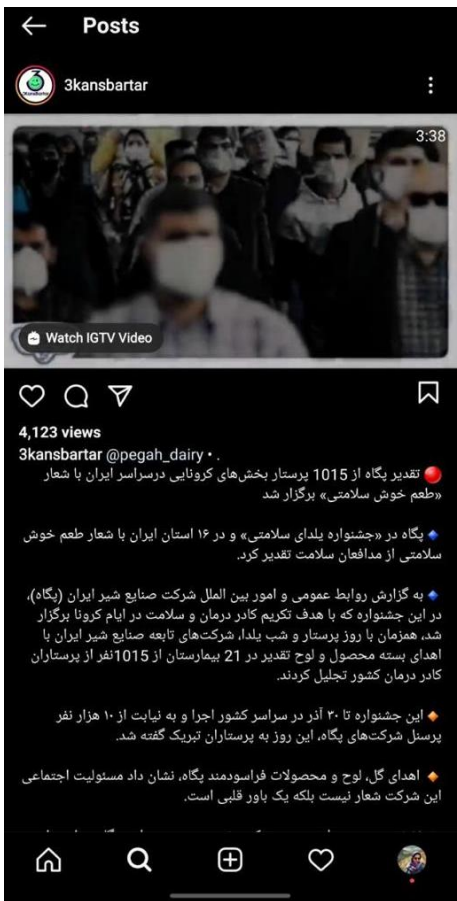 Posts
3kansbartar
3:38
Watch IGTV Video
4,123 views
3kansbartar @pegah_dairy • .
🔴 تقدیر پگاه از 1015 پرستار بخش‌های کرونایی درسراسر ایران با شعار
«طعم خوش سلامتی» برگزار شد
🔹 پگاه در «جشنواره یلدای سلامتی» و در ۱۶ استان ایران با شعار طعم خوش
سلامتی از مدافعان سلامت تقدیر کرد.
🔹 به گزارش روابط عمومی و امور بین الملل شرکت صنایع شیر ایران (پگاه)،
در این جشنواره که با هدف تکریم کادر درمان و سلامت در ایام کرونا برگزار
شد، همزمان با روز پرستار و شب یلدا، شرکت‌های تابعه صنایع شیر ایران با
اهدای بسته محصول و لوح تقدیر در 21 بیمارستان از 1015نفر از پرستاران
کادر درمان کشور تجلیل کردند.
🔸 این جشنواره تا ۳۰ آذر در سراسر کشور اجرا و به نیابت از ۱۰ هزار نفر
پرسنل شرکت‌های پگاه، این روز به پرستاران تبریک گفته شد.
🔸 اهدای گل، لوح و محصولات فراسودمند پگاه، نشان داد مسئولیت اجتماعی
این شرکت شعار نیست بلکه یک باور قلبی است.